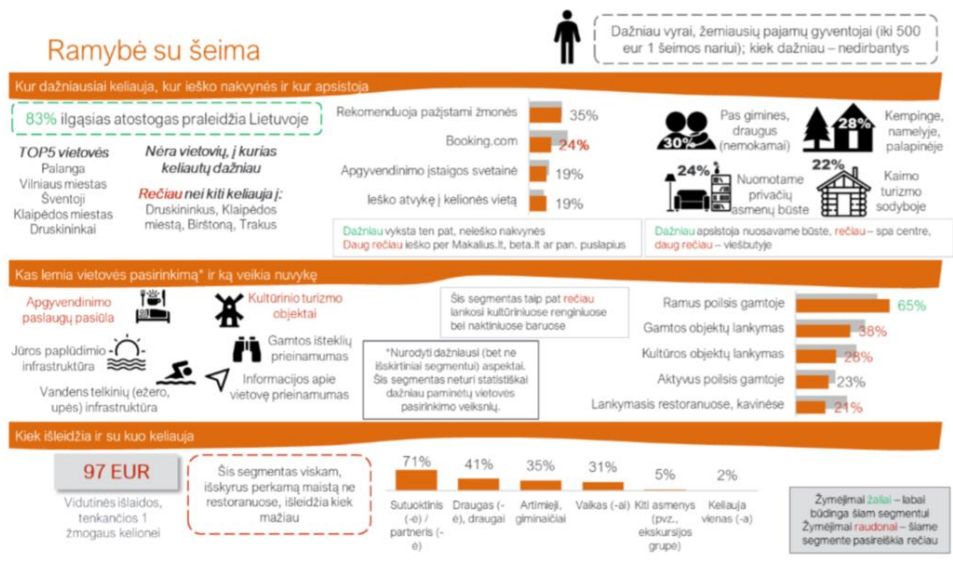 Ramybė su šeima
Dažniau vyrai, žemiausių pajamų gyventojai (iki 500
eur 1 šeimos nariui); kiek dažniau – nedirbantys
Kur dažniausiai keliauja, kur ieško nakvynės ir kur apsistoja
83% ilgąsias atostogas praleidžia Lietuvoje
TOP5 vietovės
Palanga
Vilniaus miestas
Šventoji
Klaipėdos miestas
Druskininkai
Nėra vietovių, į kurias
keliautų dažniau
Rečiau nei kiti keliauja į:
Druskininkus, Klaipėdos
miestą, Birštoną, Trakus
Rekomenduoja pažįstami žmonės
35%
Booking.com
24%
Apgyvendinimo įstaigos svetainė
19%
Ieško atvykę į kelionės vietą
19%
Dažniau vyksta ten pat, neieško nakvynės
Daug rečiau ieško per Makalius.lt, beta.lt ar pan. puslapius
30%
Pas gimines,
draugus
(nemokamai)
28%
Kempinge,
namelyje,
palapinėje
24%
Nuomotame
privačių
asmenų būste
22%
Kaimo
turizmo
sodyboje
Dažniau apsistoja nuosavame būste, rečiau – spa centre,
daug rečiau – viešbutyje
Kas lemia vietovės pasirinkimą* ir ką veikia nuvykę
Apgyvendinimo
paslaugų pasiūla
Kultūrinio turizmo
objektai
Jūros paplūdimio
infrastruktūra
Gamtos išteklių
prieinamumas
Vandens telkinių (ežero,
upės) infrastruktūra
Informacijos apie
vietovę prieinamumas
Šis segmentas taip pat rečiau
lankosi kultūriniuose renginiuose
bei naktiniuose baruose
*Nurodyti dažniausi (bet ne
išskirtiniai segmentui) aspektai.
Šis segmentas neturi statistiškai
dažniau paminėtų vietovės
pasirinkimo veiksnių.
Ramus poilsis gamtoje
65%
Gamtos objektų lankymas
38%
Kultūros objektų lankymas
28%
Aktyvus poilsis gamtoje
23%
Lankymasis restoranuose, kavinėse
21%
Kiek išleidžia ir su kuo keliauja
97 EUR
Vidutinės išlaidos,
tenkančios 1
žmogaus kelionei
Šis segmentas viskam,
išskyrus perkamą maistą ne
restoranuose, išleidžia kiek
mažiau
71%
41%
35%
31%
5%
2%
Sutuoktinis
(-ė) /
partneris (-
ė)
Draugas (-
ė), draugai
Artimieji,
giminaičiai
Vaikas (-ai)
Kiti asmenys
(pvz.,
ekskursijos
grupė)
Keliauja
vienas (-a)
Žymėjimai žaliai – labai
būdinga šiam segmentui
Žymėjimai raudonai – šiame
segmente pasireiškia rečiau